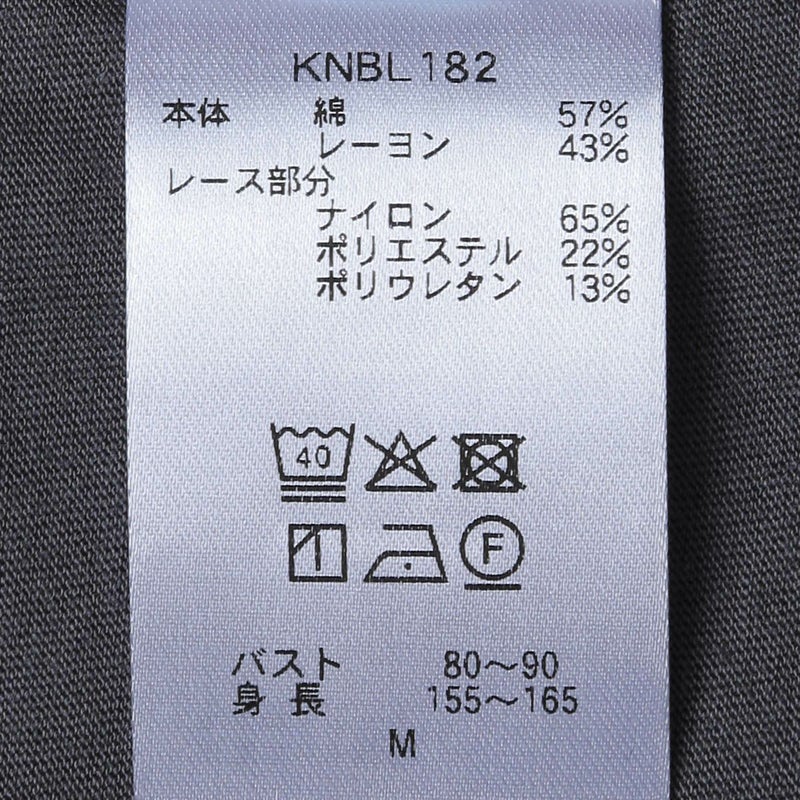 KNBL182
本体 綿 57%
レーヨン 43%
レース部分
ナイロン 65%
ポリエステル 22%
ポリウレタン 13%
40
F
バスト 80～90
身長 155～165
M